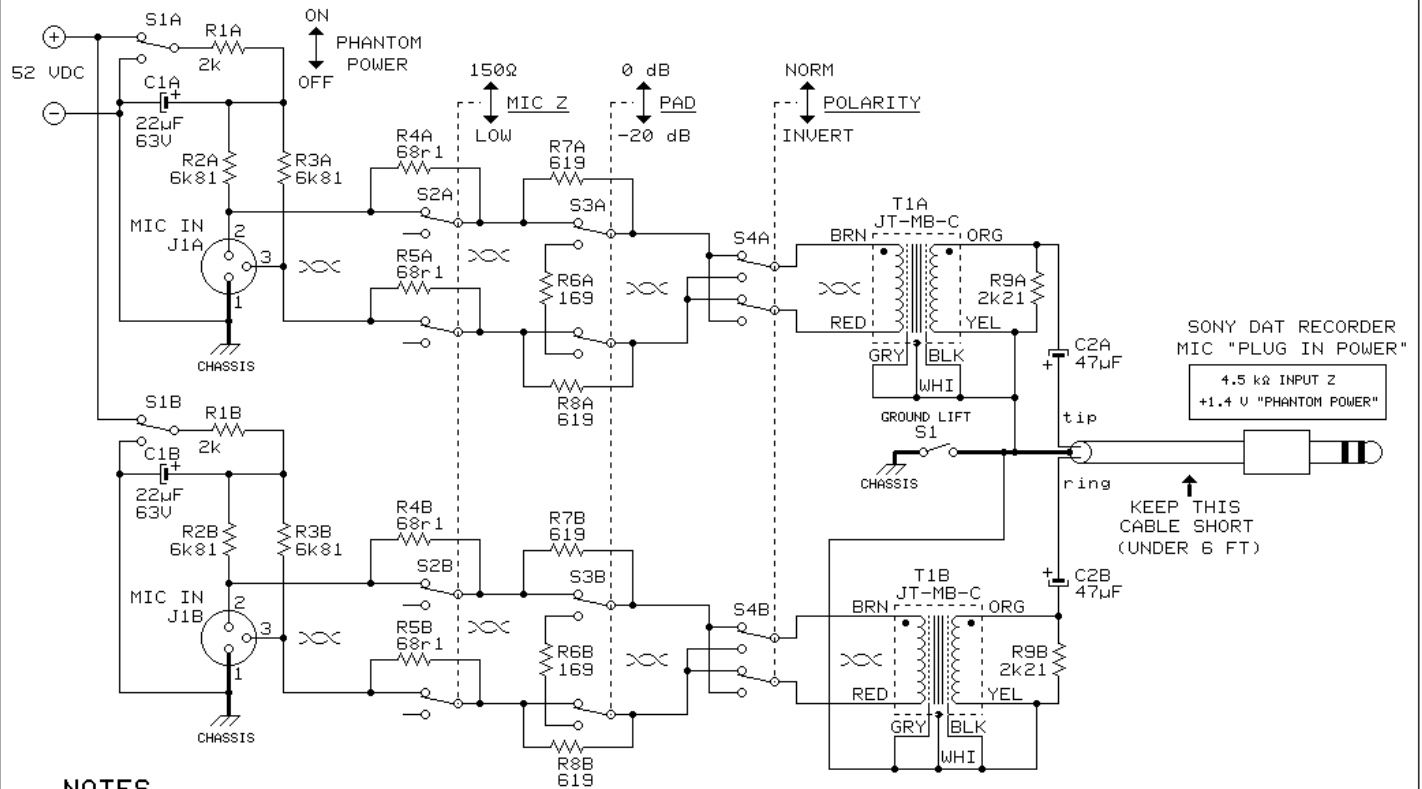 ON
PHANTOM
POWER
OFF
S1A
R1A
2k
52 VDC
+
−
C1A
+
22µF
63V
R2A
6k81
R3A
6k81
MIC IN
J1A
2
3
1
CHASSIS
150Ω
MIC Z
LOW
R4A
68r1
S2A
R5A
68r1
0 dB
PAD
-20 dB
R7A
619
S3A
R6A
169
R8A
619
NORM
POLARITY
INVERT
S4A
T1A
JT-MB-C
BRN
ORG
RED
YEL
GRY
BLK
WHI
R9A
2k21
C2A
47µF
+
SONY DAT RECORDER
MIC "PLUG IN POWER"
4.5 kΩ INPUT Z
+1.4 V "PHANTOM POWER"
GROUND LIFT
S1
CHASSIS
tip
ring
KEEP THIS
CABLE SHORT
(UNDER 6 FT)
S1B
R1B
2k
C1B
+
22µF
63V
R2B
6k81
R3B
6k81
MIC IN
J1B
2
3
1
CHASSIS
R4B
68r1
S2B
R5B
68r1
R7B
619
S3B
R6B
169
R8B
619
S4B
T1B
JT-MB-C
BRN
ORG
RED
YEL
GRY
BLK
WHI
+
C2B
47µF
R9B
2k21
NOTES